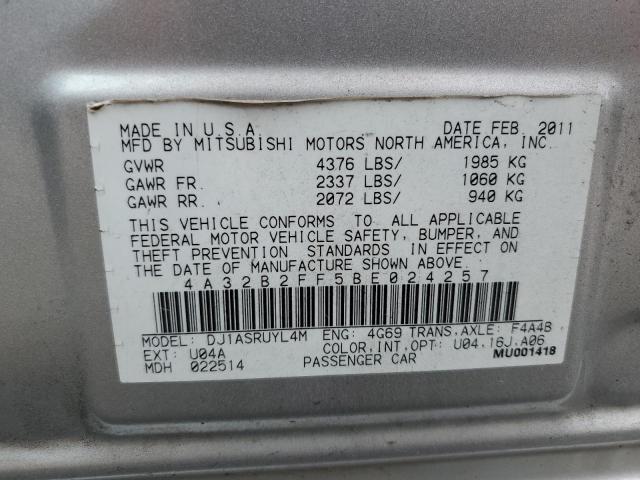 MADE IN U.S.A. DATE FEB. 2011
MFD BY MITSUBISHI MOTORS NORTH AMERICA, INC.
GVWR 4376 LBS/ 1985 KG
GAWR FR. 2337 LBS/ 1060 KG
GAWR RR. 2072 LBS/ 940 KG
THIS VEHICLE CONFORMS TO ALL APPLICABLE
FEDERAL MOTOR VEHICLE SAFETY, BUMPER, AND
THEFT PREVENTION STANDARDS IN EFFECT ON
THE DATE OF MANUFACTURE SHOWN ABOVE.
4A32B2FF5BE024257
MODEL: DJ1ASRUYL4M ENG: 4G69 TRANS.AXLE: F4A4B
EXT: U04A COLOR,INT,OPT: U04,16J,A06
MDH 022514 PASSENGER CAR MU001418